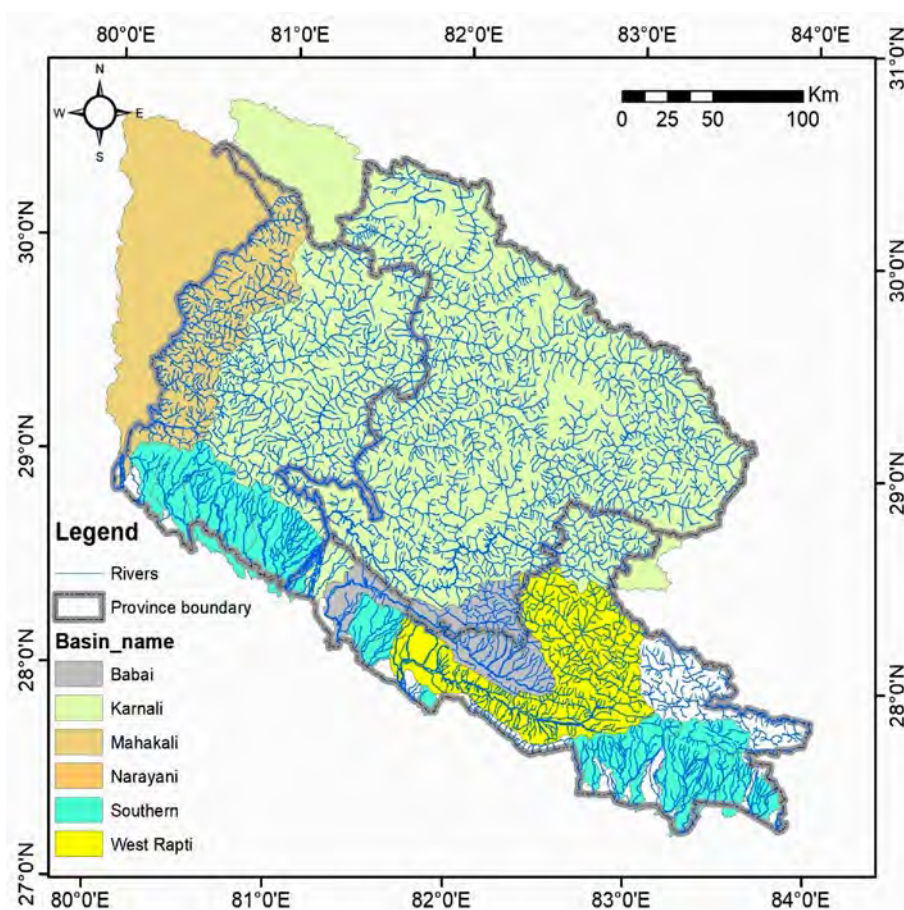 80°0'E 81°0'E 82°0'E 83°0'E 84°0'E
31°0'N
N
W E
S
Km
0 25 50 100
30°0'N
30°0'N
29°0'N
29°0'N
Legend
Rivers
Province boundary
Basin_name
Babai
Karnali
Mahakali
Narayani
Southern
West Rapti
28°0'N
28°0'N
27°0'N
80°0'E 81°0'E 82°0'E 83°0'E 84°0'E